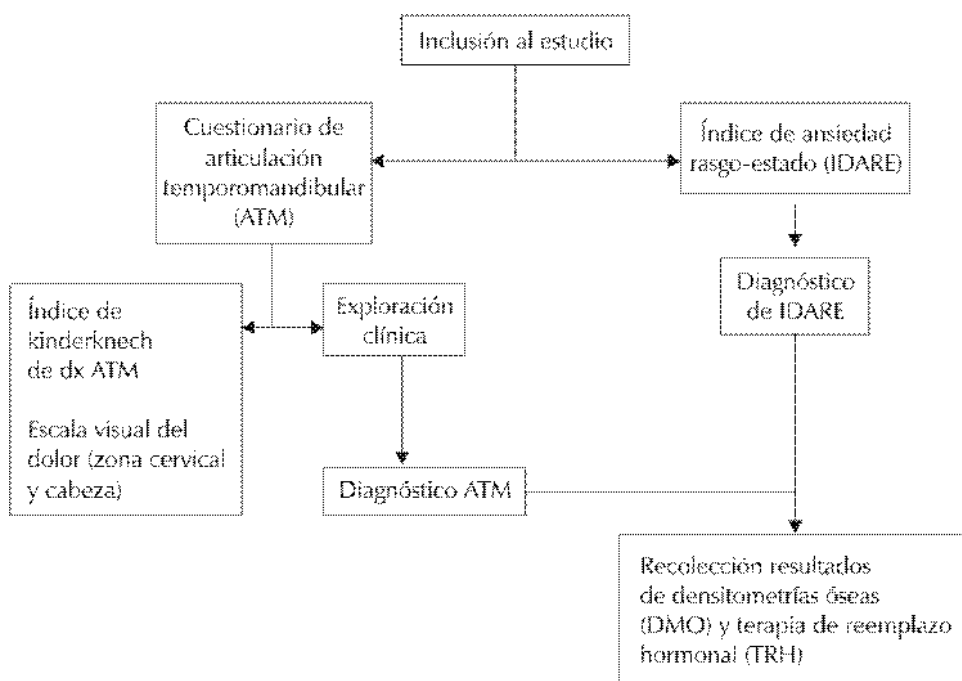 Inclusión al estudio
Cuestionario de
articulación
temporomandibular
(ATM)
Índice de ansiedad
rasgo-estado (IDARE)
Índice de
kinderknech
de dx ATM
Escala visual del
dolor (zona cervical
y cabeza)
Exploración
clínica
Diagnóstico
de IDARE
Diagnóstico ATM
Recolección resultados
de densitometrías óseas
(DMO) y terapia de reemplazo
hormonal (TRH)